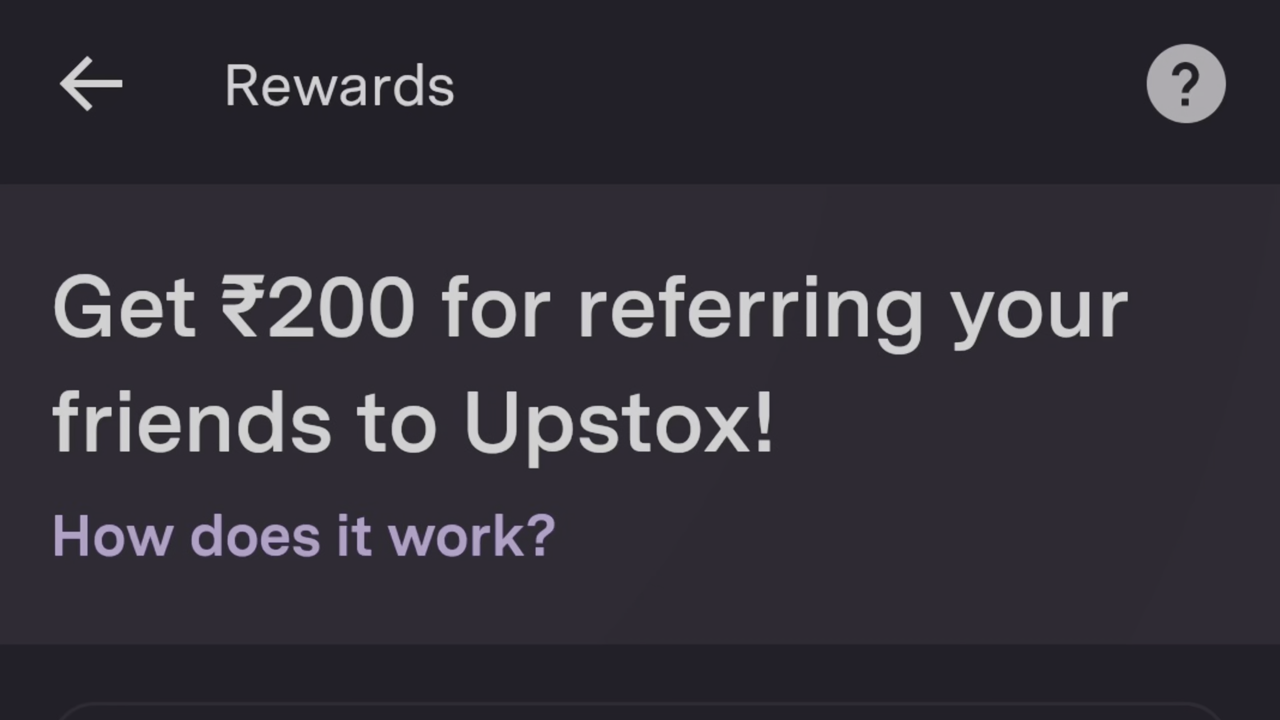 Rewards
?
Get ₹200 for referring your
friends to Upstox!
How does it work?